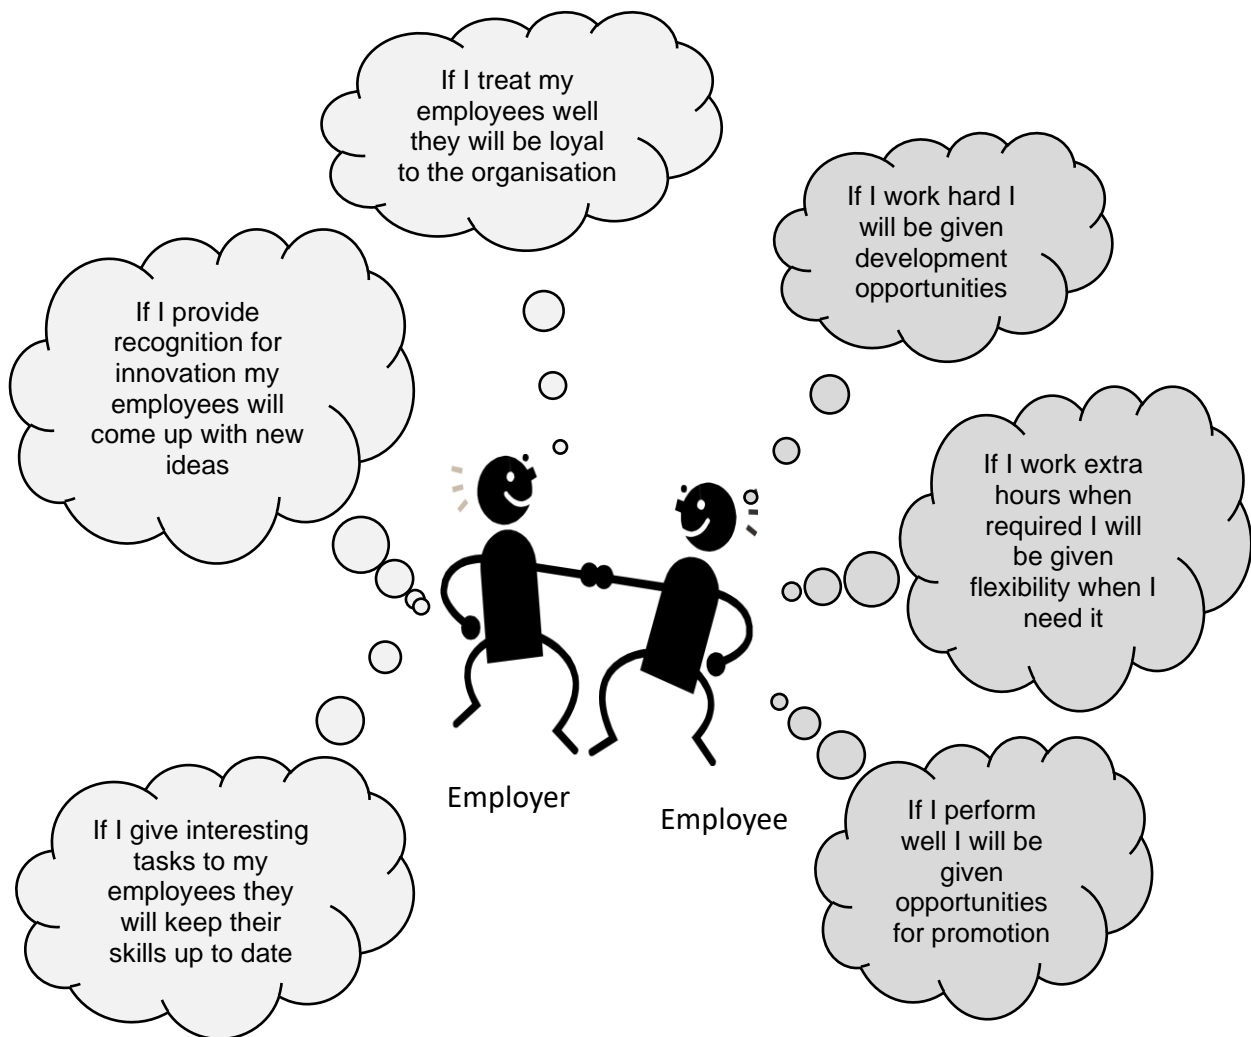 If I treat my
employees well
they will be loyal
to the organisation
If I work hard I
will be given
development
opportunities
If I provide
recognition for
innovation my
employees will
come up with new
ideas
If I work extra
hours when
required I will
be given
flexibility when I
need it
If I give interesting
tasks to my
employees they
will keep their
skills up to date
Employer
Employee
If I perform
well I will be
given
opportunities
for promotion